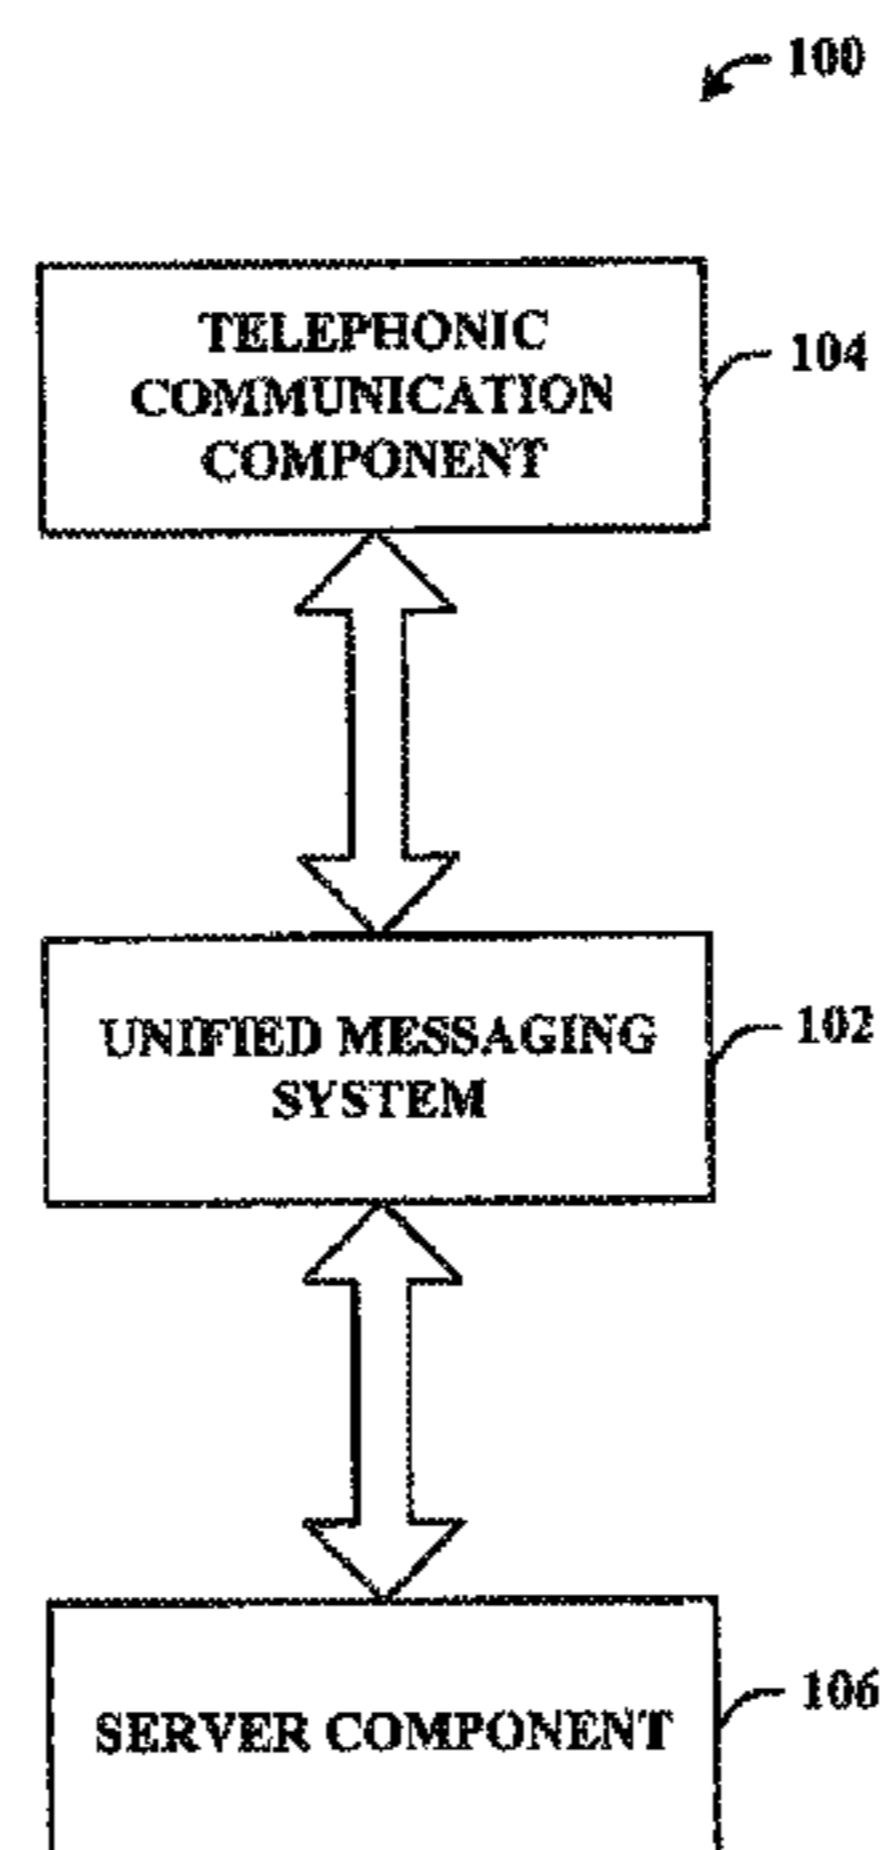 100
TELEPHONIC
COMMUNICATION
COMPONENT
104
UNIFIED MESSAGING
SYSTEM
102
SERVER COMPONENT
106